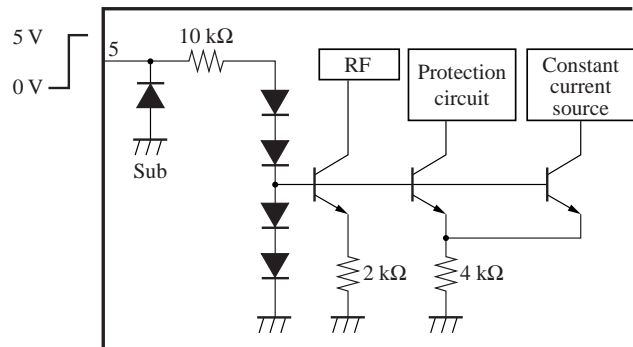 5 V
0 V
5
10 kΩ
Sub
RF
Protection
circuit
Constant
current
source
2 kΩ
4 kΩ